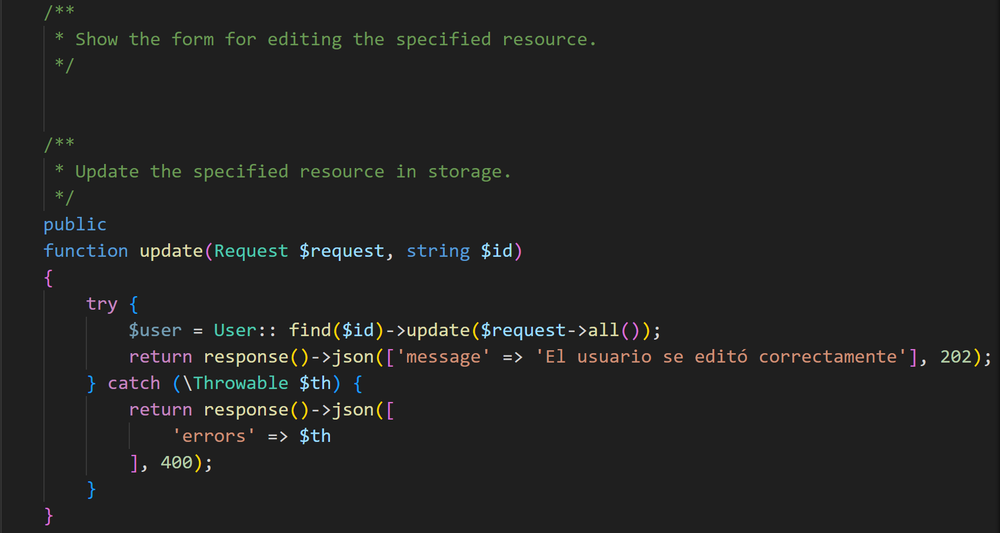 /**
 * Show the form for editing the specified resource.
 */
/**
 * Update the specified resource in storage.
 */
public
function update(Request $request, string $id)
{
    try {
        $user = User:: find($id)->update($request->all());
        return response()->json(['message' => 'El usuario se editó correctamente'], 202);
    } catch (\Throwable $th) {
        return response()->json([
            'errors' => $th
        ], 400);
    }
}